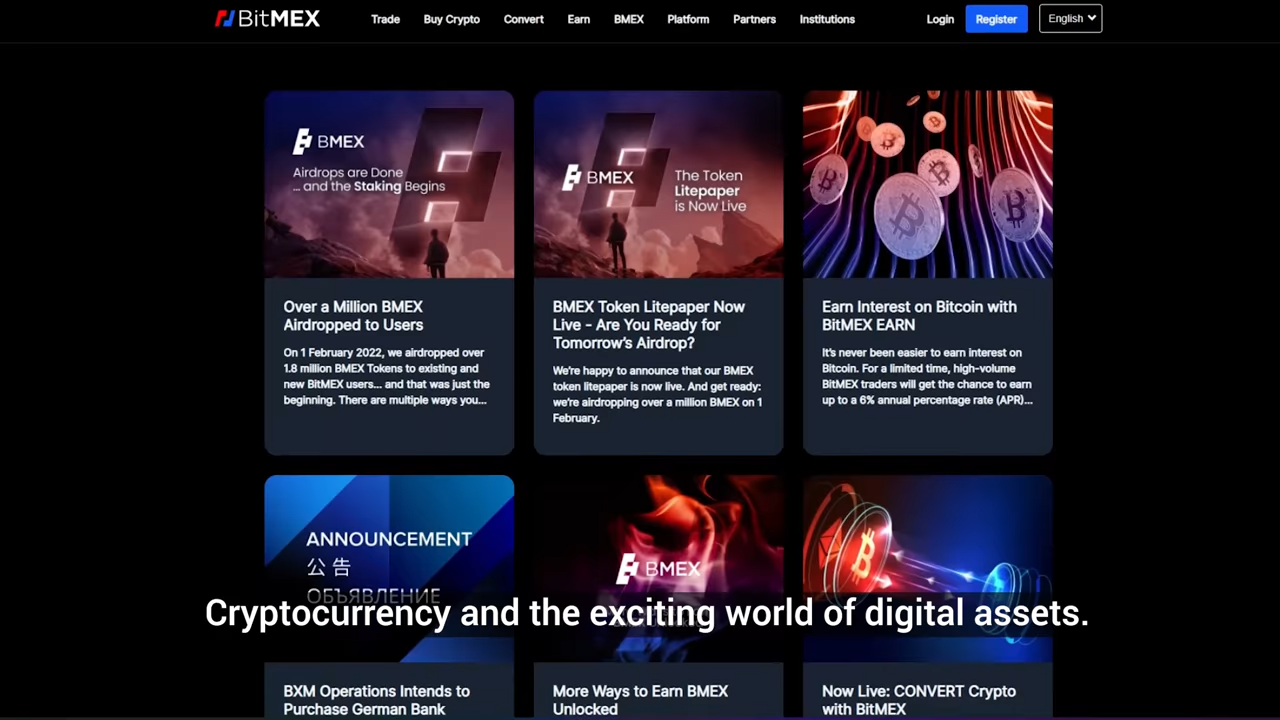 BitMEX
Trade
Buy Crypto
Convert
Earn
BMEX
Platform
Partners
Institutions
Login
Register
English
BMEX
Airdrops are Done
... and the Staking Begins
BMEX
The Token
Litepaper
is Now Live
Over a Million BMEX
Airdropped to Users
On 1 February 2022, we airdropped over
1.8 million BMEX Tokens to existing and
new BitMEX users... and that was just the
beginning. There are multiple ways you...
BMEX Token Litepaper Now
Live - Are You Ready for
Tomorrow's Airdrop?
We're happy to announce that our BMEX
token litepaper is now live. And get ready:
we're airdropping over a million BMEX on 1
February.
Earn Interest on Bitcoin with
BitMEX EARN
It's never been easier to earn interest on
Bitcoin. For a limited time, high-volume
BitMEX traders will get the chance to earn
up to a 6% annual percentage rate (APR)...
ANNOUNCEMENT
公告
ОБЪЯВЛЕНИЕ
BMEX
Cryptocurrency and the exciting world of digital assets.
BXM Operations Intends to
Purchase German Bank
More Ways to Earn BMEX
Unlocked
Now Live: CONVERT Crypto
with BitMEX